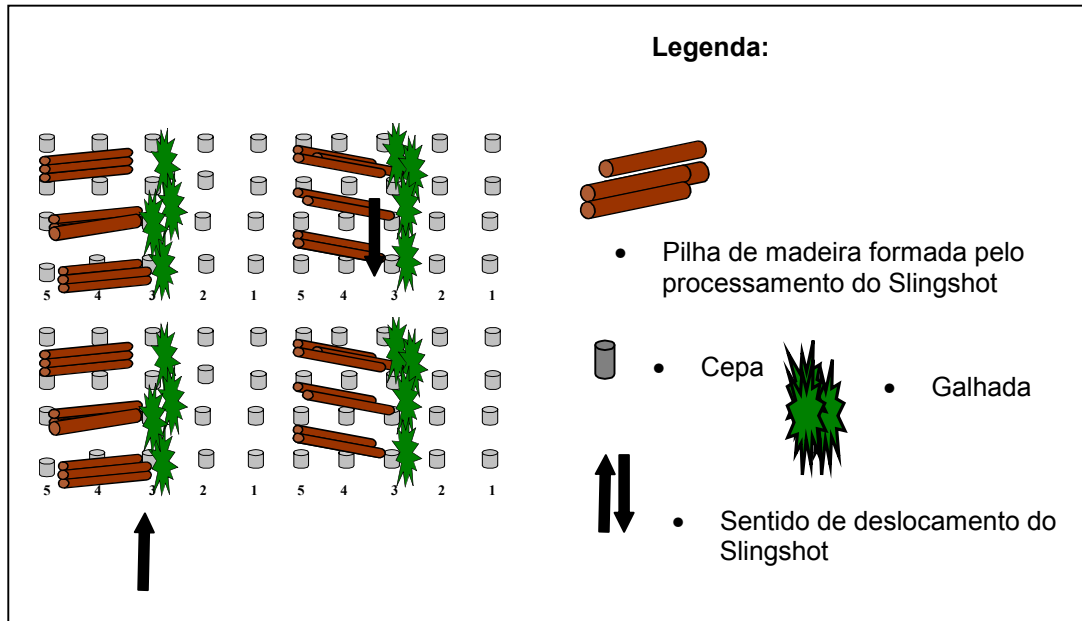 Legenda:
5 4 3 2 1 5 4 3 2 1
5 4 3 2 1 5 4 3 2 1
• Pilha de madeira formada pelo
processamento do Slingshot
• Cepa
• Galhada
• Sentido de deslocamento do
Slingshot